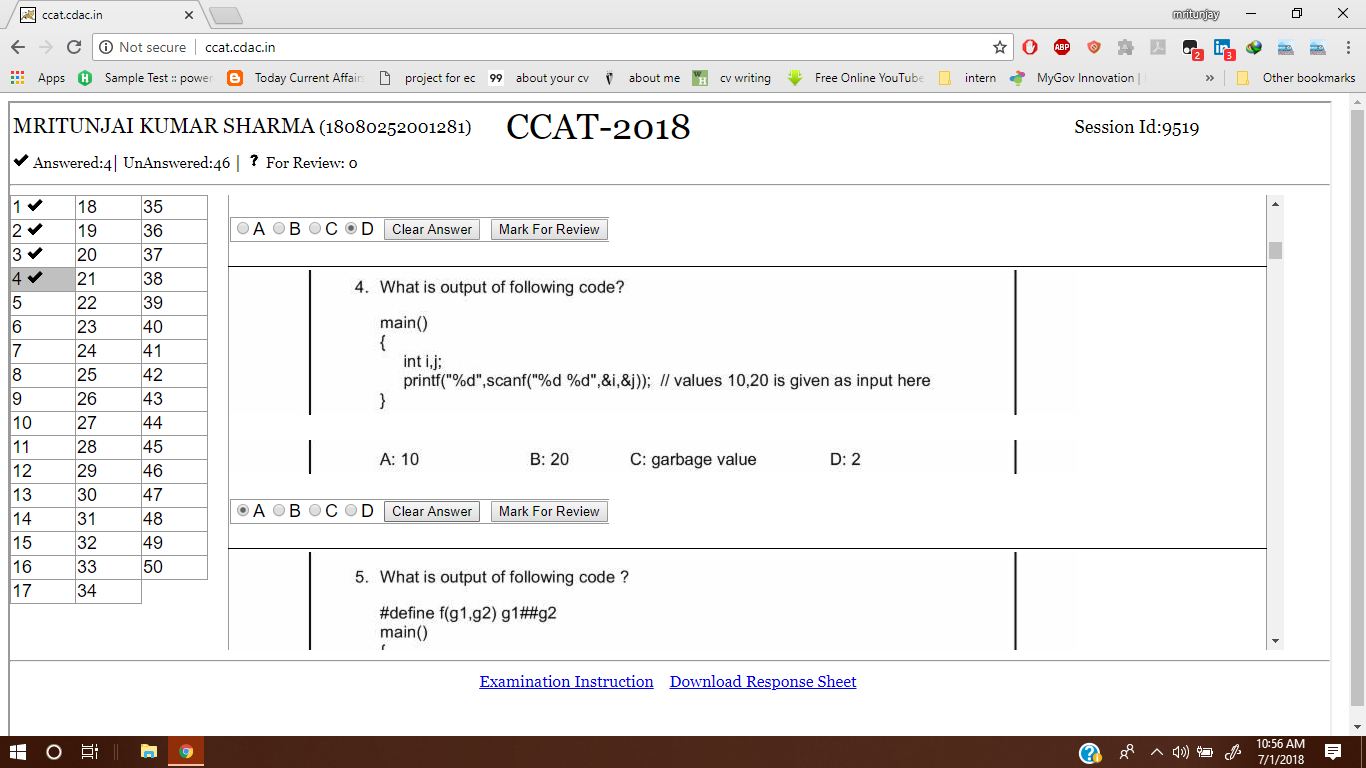 ccat.cdac.in
mritunjay
Not secure ccat.cdac.in
ABP 2 3
Apps Sample Test :: power Today Current Affair project for ec 99 about your cv about me cv writing Free Online YouTube intern MyGov Innovation | » Other bookmarks
MRITUNJAI KUMAR SHARMA (18080252001281) CCAT-2018 Session Id:9519
Answered:4| UnAnswered:46 | ? For Review: 0
1 18 35
2 19 36
3 20 37
4 21 38
5 22 39
6 23 40
7 24 41
8 25 42
9 26 43
10 27 44
11 28 45
12 29 46
13 30 47
14 31 48
15 32 49
16 33 50
17 34
A B C D Clear Answer Mark For Review
4. What is output of following code?
main()
{
int i,j;
printf("%d",scanf("%d %d",&i,&j)); // values 10,20 is given as input here
}
A: 10 B: 20 C: garbage value D: 2
A B C D Clear Answer Mark For Review
5. What is output of following code ?
#define f(g1,g2) g1##g2
main()
{
Examination Instruction Download Response Sheet
10:56 AM
7/1/2018